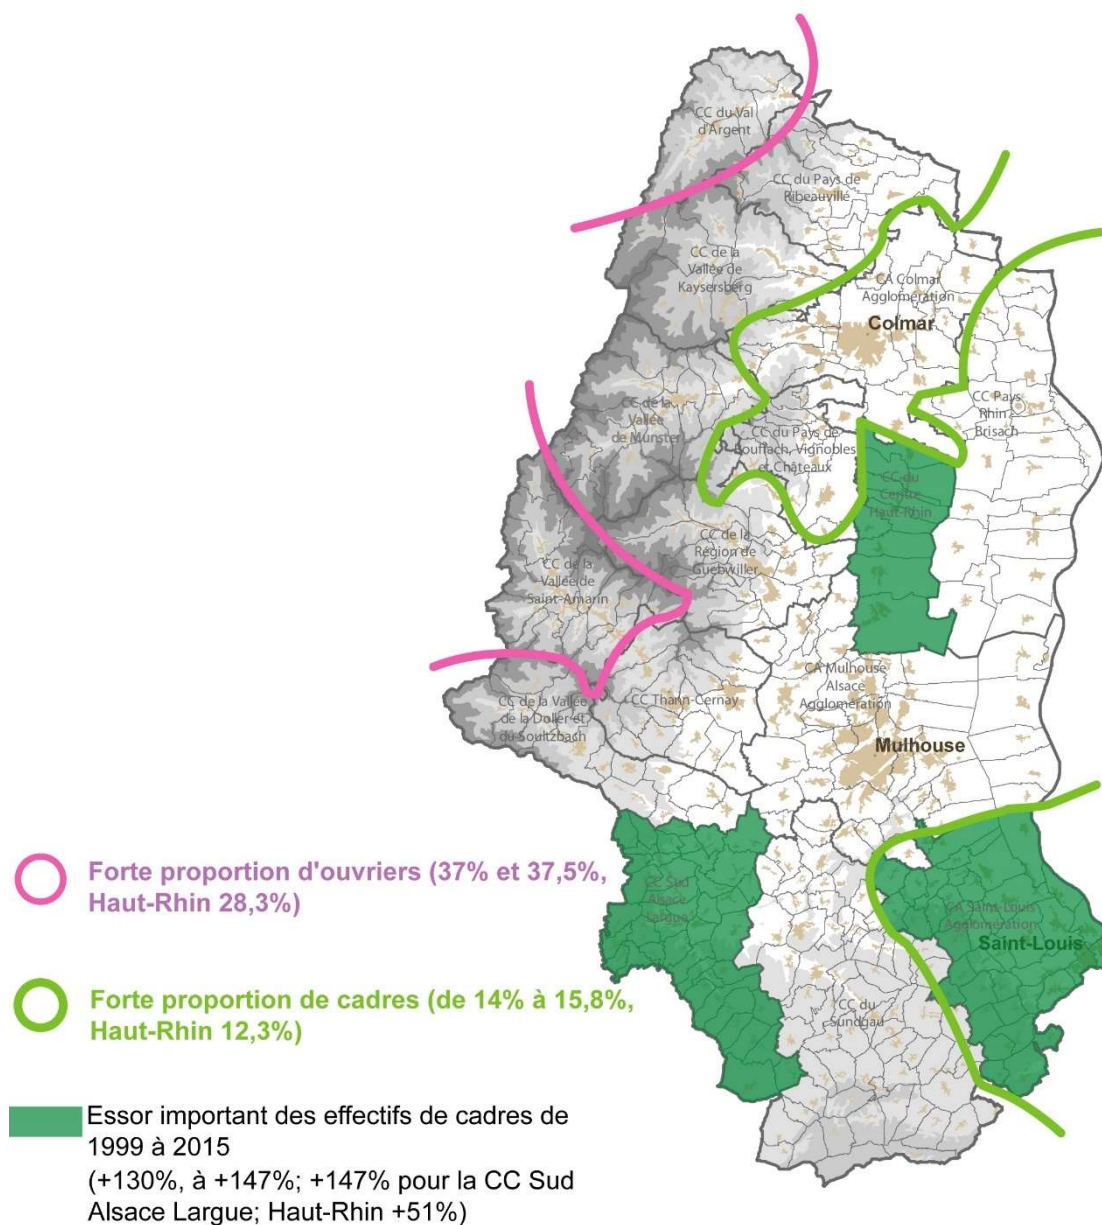 CC du Val
d'Argent
CC du Pays de
Ribeauvillé
CC de la
Vallée de
Kaysersberg
CA Colmar
Agglomération
Colmar
CC de la
Vallée
de Munster
CC du Pays de
Rouffach, Vignobles
et Châteaux
CC Pays
Rhin -
Brisach
CC du
Centre
Haut-Rhin
CC de la
Région de
Guebwiller
CC de la
Vallée de
Saint-Amarin
CA Mulhouse
Alsace
Agglomération
CC de la Vallée
de la Doller et
du Soultzbach
CC Thann-Cernay
Mulhouse
CC Sud
Alsace
Largue
CA Saint-Louis
Agglomération
Saint-Louis
CC du
Sundgau
Forte proportion d'ouvriers (37% et 37,5%,
Haut-Rhin 28,3%)
Forte proportion de cadres (de 14% à 15,8%,
Haut-Rhin 12,3%)
Essor important des effectifs de cadres de
1999 à 2015
(+130%, à +147%; +147% pour la CC Sud
Alsace Largue; Haut-Rhin +51%)